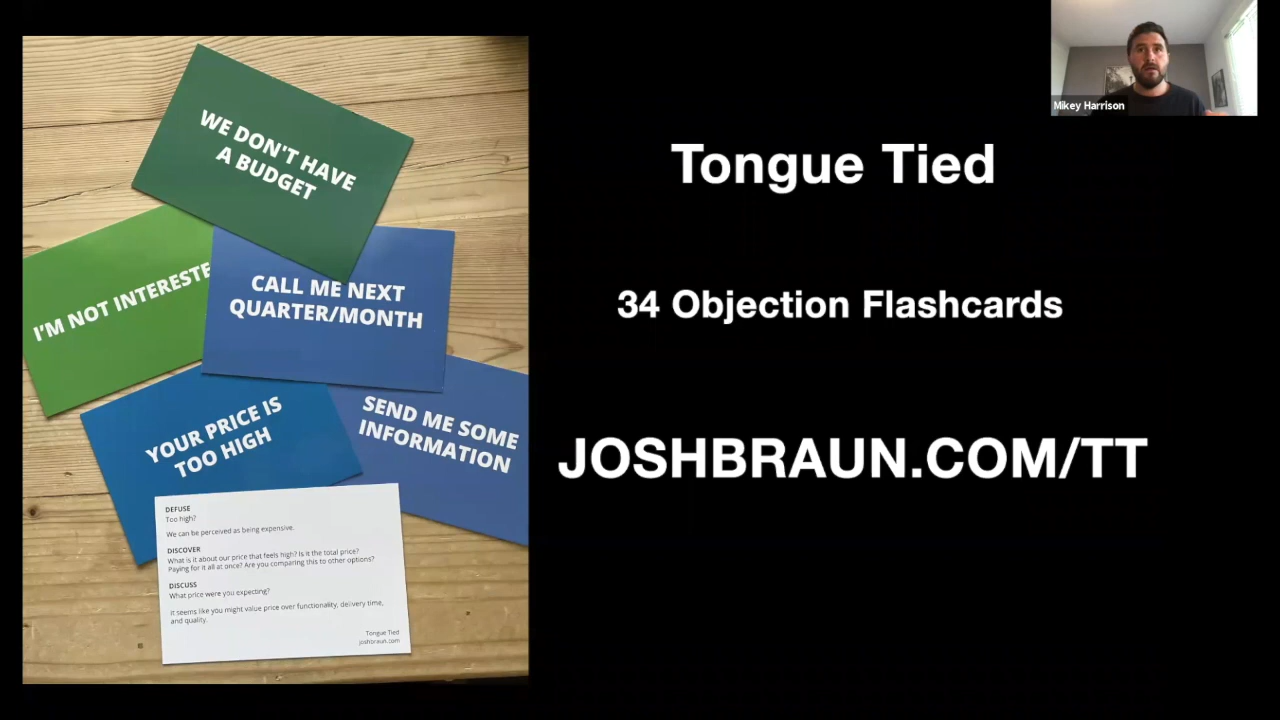 WE DON'T HAVE
A BUDGET
I'M NOT INTERESTE
CALL ME NEXT
QUARTER/MONTH
YOUR PRICE IS
TOO HIGH
SEND ME SOME
INFORMATION
DEFUSE
Too high?
We can be perceived as being expensive.
DISCOVER
What is it about our price that feels high? Is it the total price?
Paying for it all at once? Are you comparing this to other options?
DISCUSS
What price were you expecting?
It seems like you might value price over functionality, delivery time,
and quality.
Tongue Tied
joshbraun.com
Tongue Tied
34 Objection Flashcards
JOSHBRAUN.COM/TT
Mikey Harrison